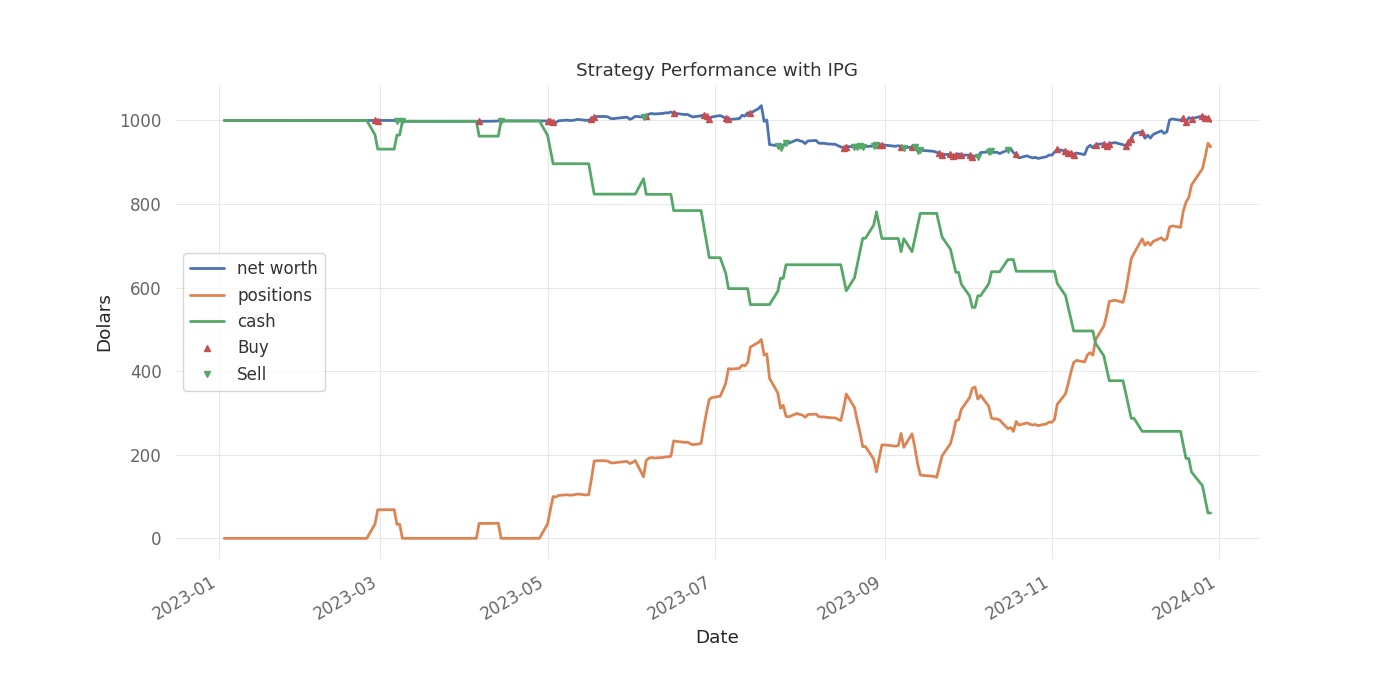 Strategy Performance with IPG
1000
800
600
400
200
0
Dolars
net worth
positions
cash
Buy
Sell
2023-01
2023-03
2023-05
2023-07
2023-09
2023-11
2024-01
Date